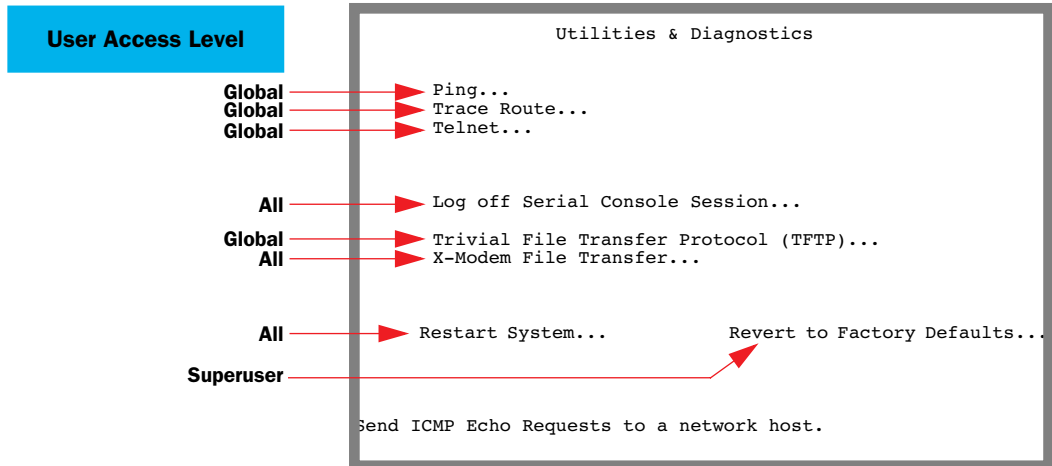 User Access Level
Utilities & Diagnostics
Global Ping...
Global Trace Route...
Global Telnet...
All Log off Serial Console Session...
Global Trivial File Transfer Protocol (TFTP)...
All X-Modem File Transfer...
All Restart System... Revert to Factory Defaults...
Superuser
Send ICMP Echo Requests to a network host.